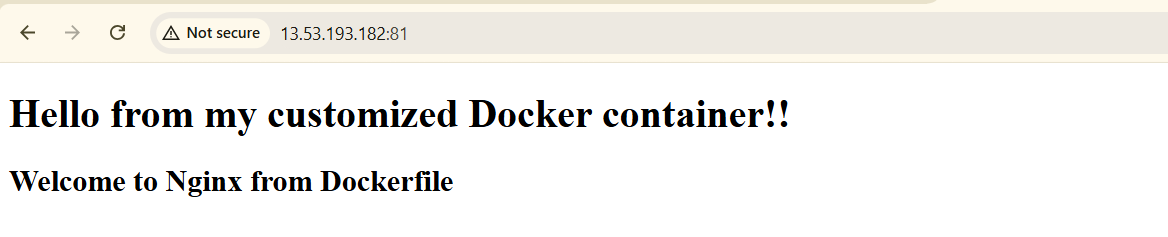 Not secure 13.53.193.182:81
Hello from my customized Docker container!!
Welcome to Nginx from Dockerfile